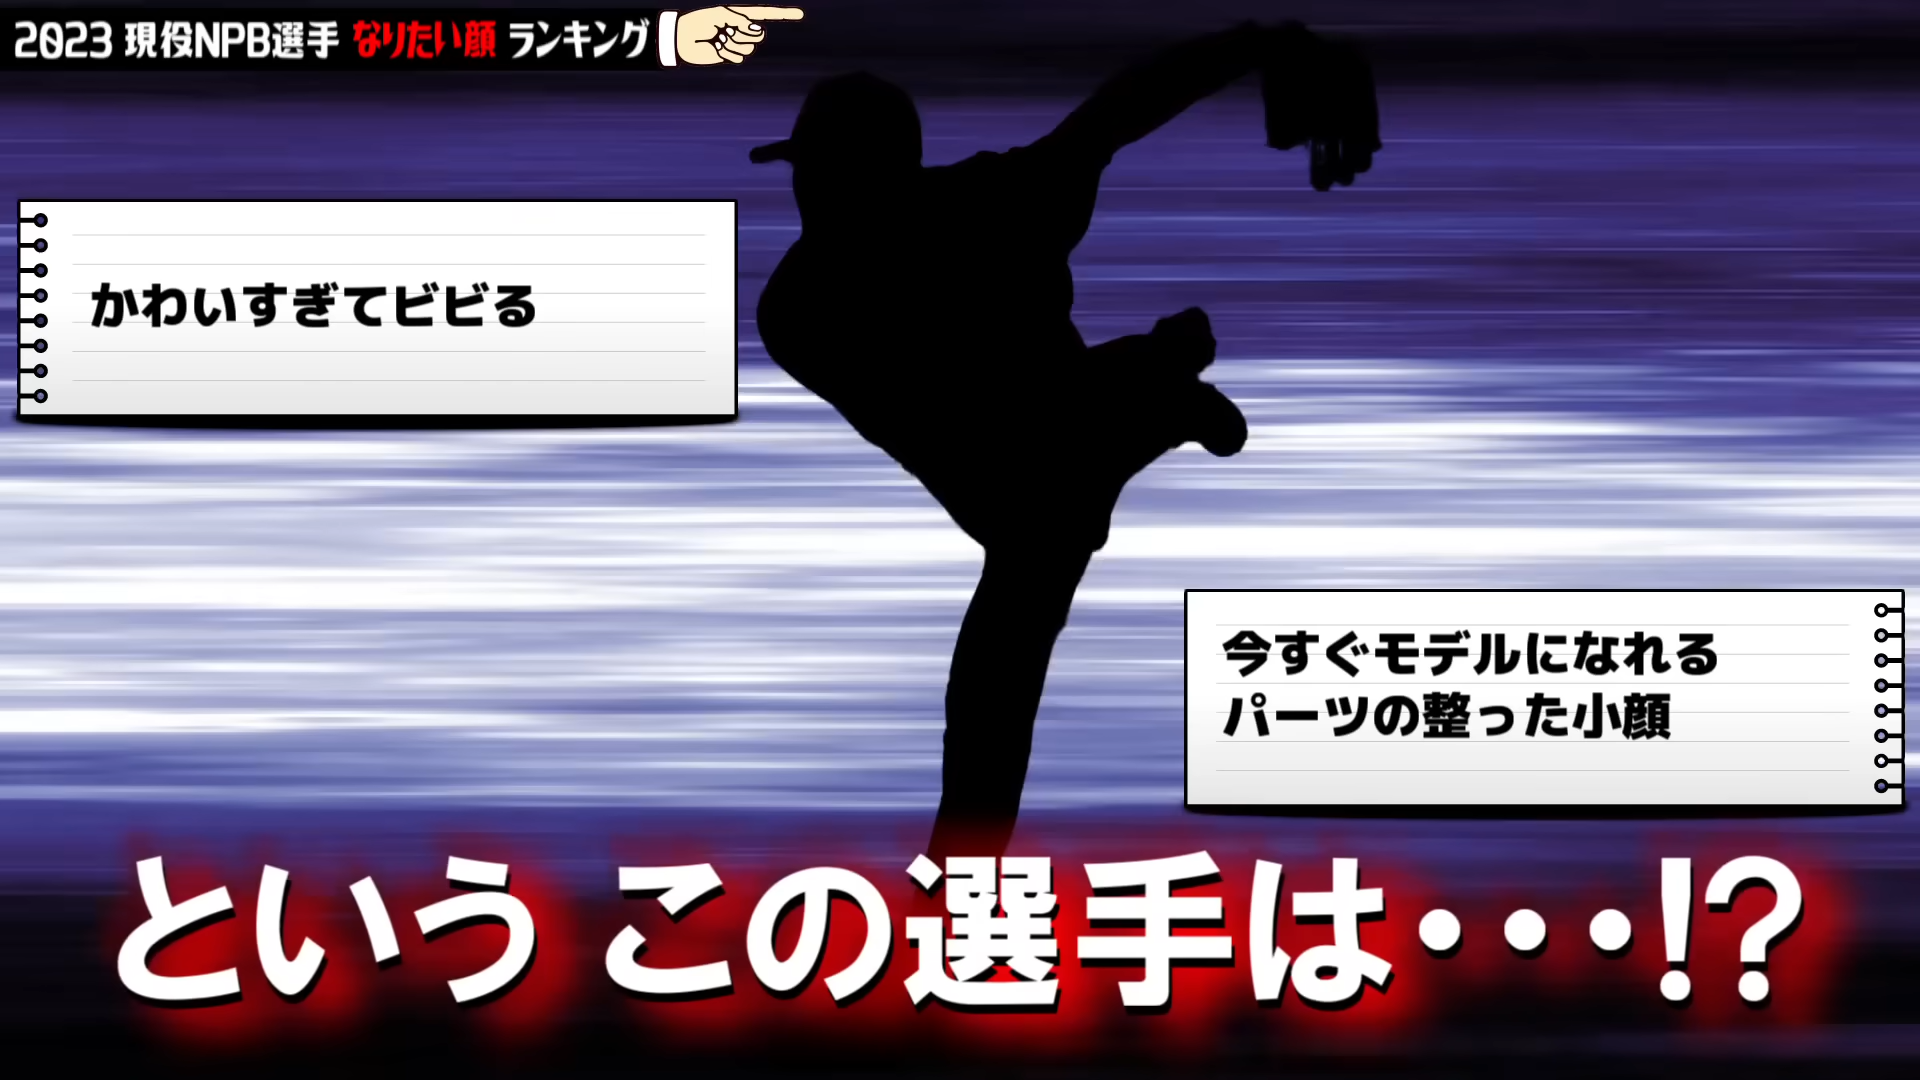 2023 現役NPB選手 なりたい顔 ランキング
かわいすぎてビビる
今すぐモデルになれる
パーツの整った小顔
という この選手は・・・!?